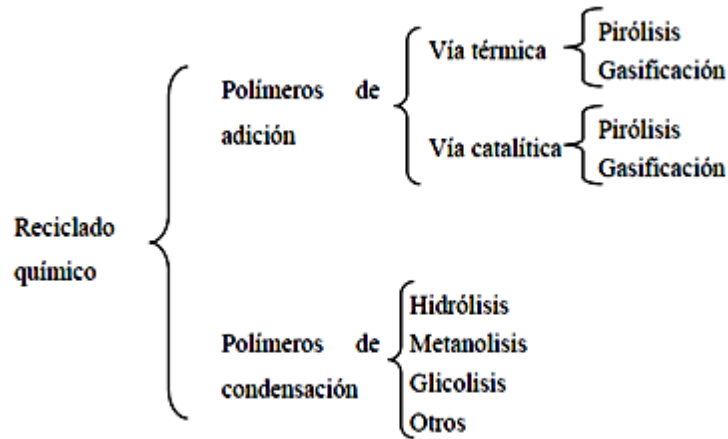 Reciclado
químico
Polímeros de
adición
Vía térmica
Pirólisis
Gasificación
Vía catalítica
Pirólisis
Gasificación
Polímeros de
condensación
Hidrólisis
Metanolisis
Glicolisis
Otros